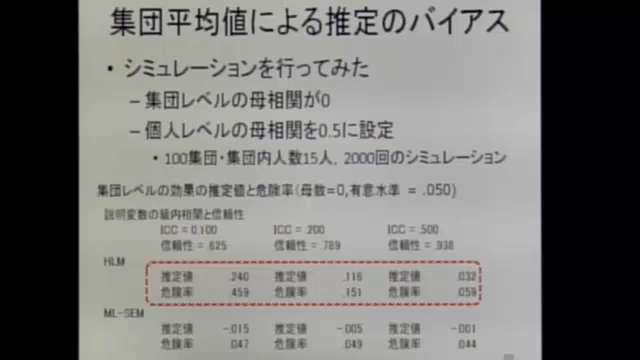 集団平均値による推定のバイアス
• シミュレーションを行ってみた
– 集団レベルの母相関が0
– 個人レベルの母相関を0.5に設定
• 100集団・集団内人数15人，2000回のシミュレーション
集団レベルの効果の推定値と危険率(母数=0,有意水準 = .050)
説明変数の級内相関と信頼性
ICC = 0.100 ICC = .200 ICC = .500
信頼性 = .625 信頼性 = .789 信頼性 = .938
HLM
推定値 .240 推定値 .116 推定値 .032
危険率 .459 危険率 .151 危険率 .059
ML-SEM
推定値 -.015 推定値 -.005 推定値 -.001
危険率 .047 危険率 .049 危険率 .044